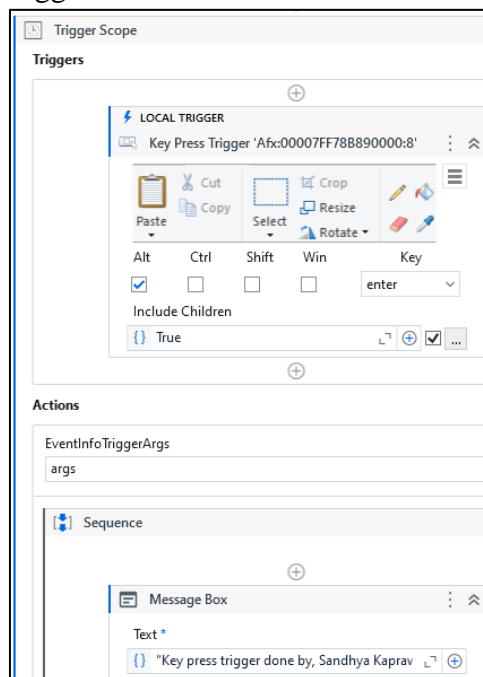 Trigger Scope
Triggers
LOCAL TRIGGER
Key Press Trigger 'Afx:00007FF78B890000:8'
Cut
Crop
Copy
Resize
Paste
Select
Rotate
Alt Ctrl Shift Win Key
enter
Include Children
{} True
...
Actions
EventInfoTriggerArgs
args
Sequence
Message Box
Text *
{} "Key press trigger done by, Sandhya Kaprav